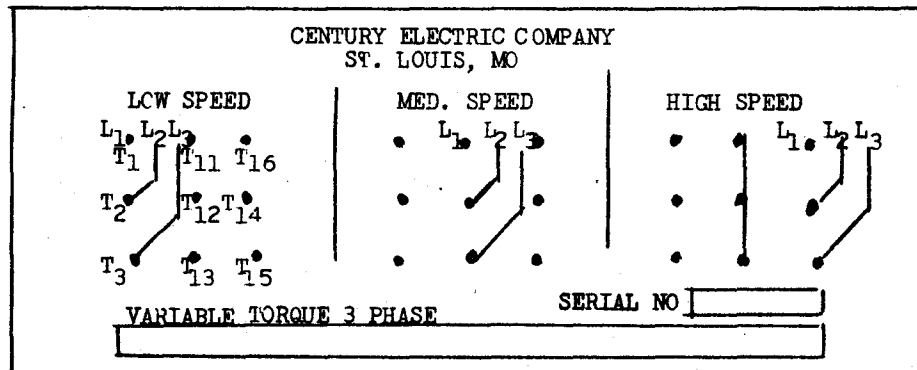 CENTURY ELECTRIC COMPANY
ST. LOUIS, MO
LOW SPEED MED. SPEED HIGH SPEED
L1 L2 L3 L1 L2 L3 L1 L2 L3
T1 T11 T16
T2 T12 T14
T3 T13 T15
SERIAL NO
VARIABLE TORQUE 3 PHASE